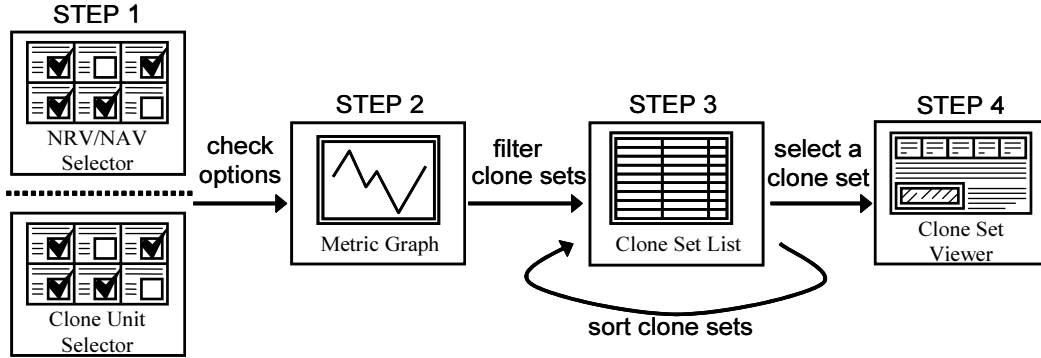 STEP 1
NRV/NAV
Selector
Clone Unit
Selector
check
options
STEP 2
Metric Graph
filter
clone sets
STEP 3
Clone Set List
sort clone sets
select a
clone set
STEP 4
Clone Set
Viewer